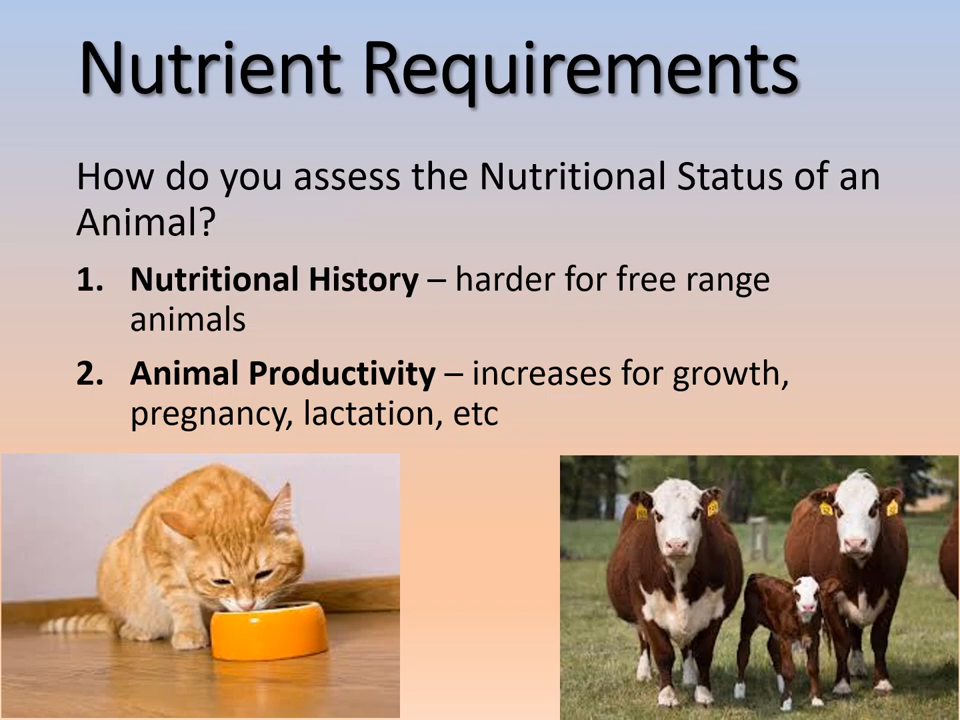 Nutrient Requirements
How do you assess the Nutritional Status of an
Animal?
1. Nutritional History – harder for free range
animals
2. Animal Productivity – increases for growth,
pregnancy, lactation, etc